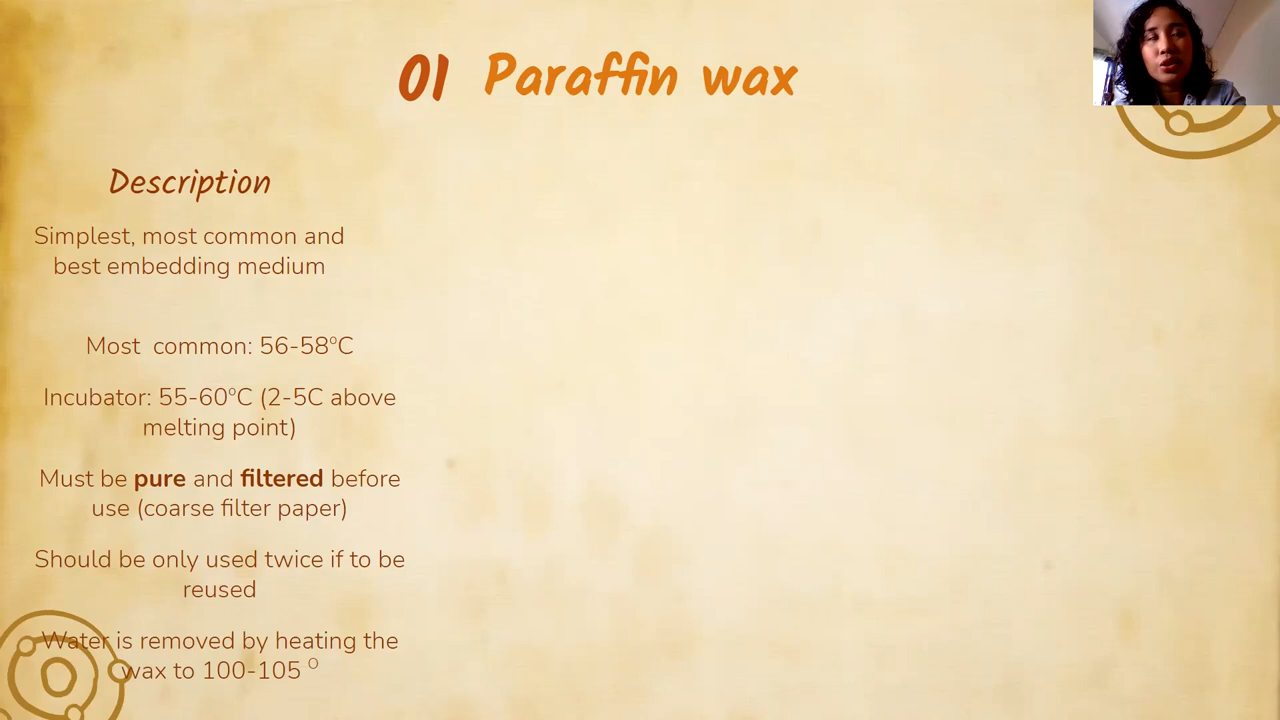 01 Paraffin wax
Description
Simplest, most common and
best embedding medium
Most common: 56-58ºC
Incubator: 55-60ºC (2-5C above
melting point)
Must be pure and filtered before
use (coarse filter paper)
Should be only used twice if to be
reused
Water is removed by heating the
wax to 100-105 º